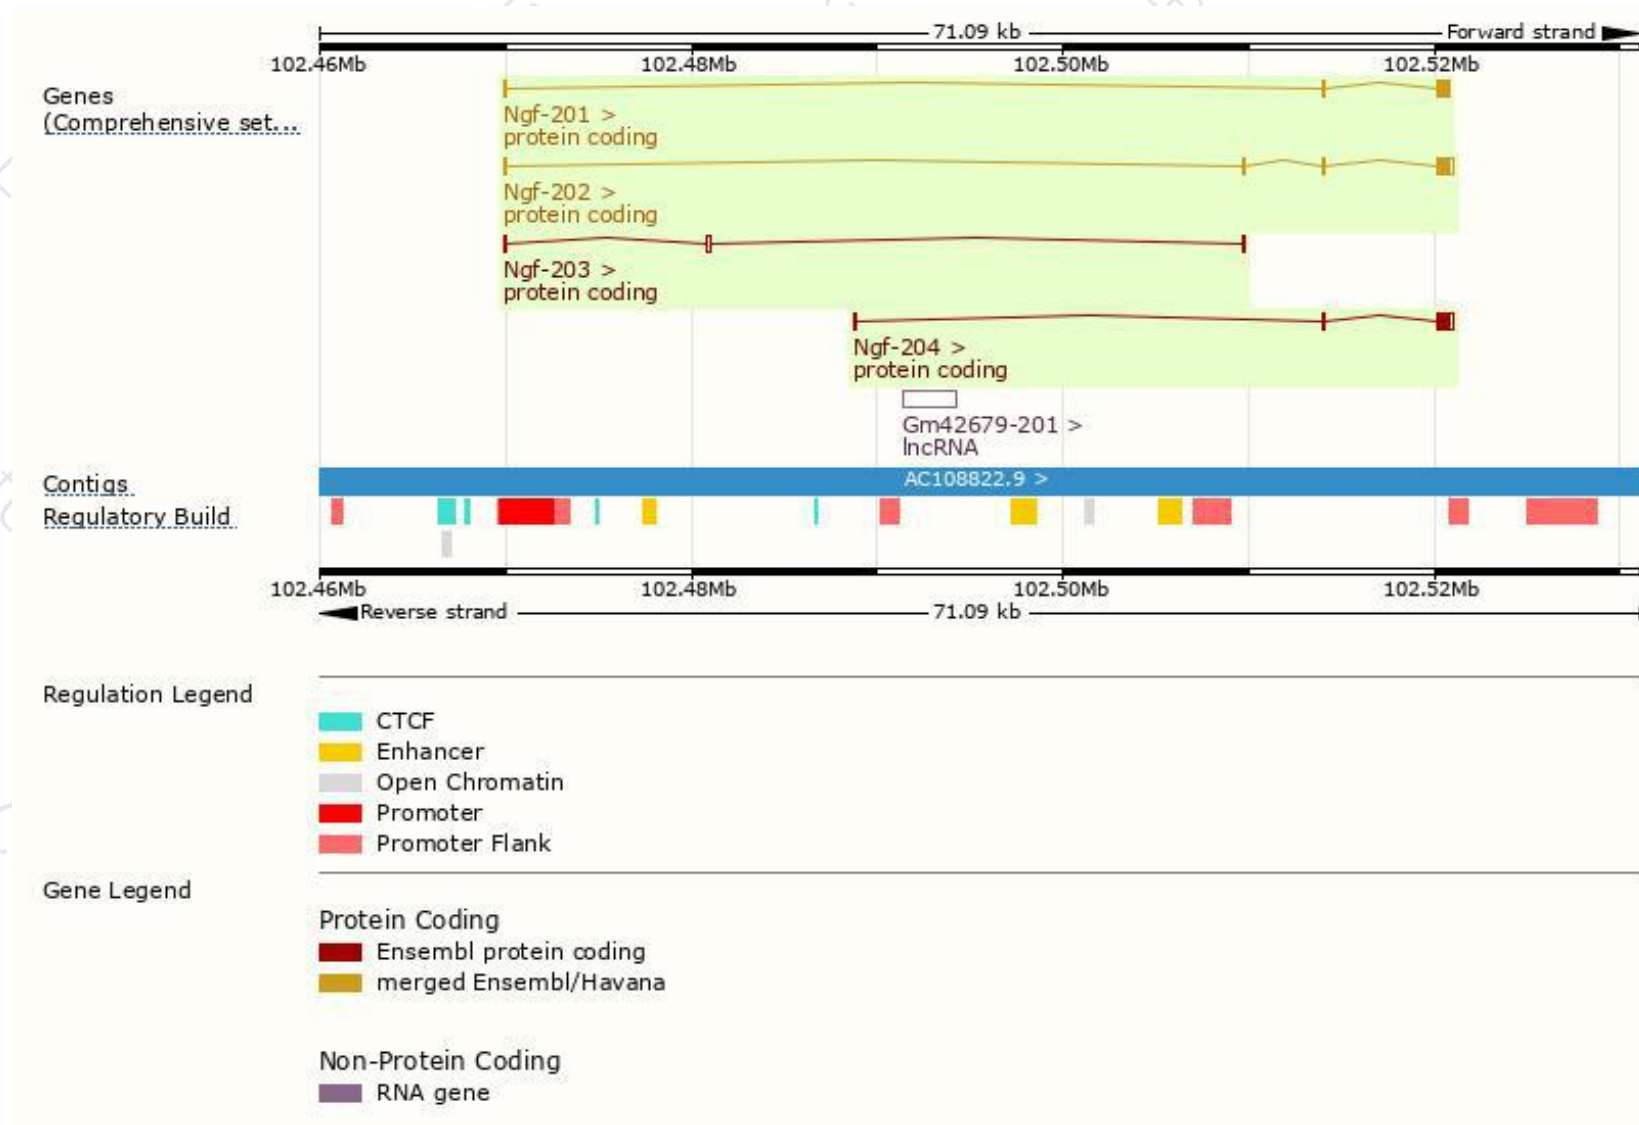 71.09 kb
Forward strand
102.46Mb 102.48Mb 102.50Mb 102.52Mb
Genes
(Comprehensive set...
Ngf-201 >
protein coding
Ngf-202 >
protein coding
Ngf-203 >
protein coding
Ngf-204 >
protein coding
Gm42679-201 >
lncRNA
Contigs
AC108822.9 >
Regulatory Build
102.46Mb 102.48Mb 102.50Mb 102.52Mb
Reverse strand
71.09 kb
Regulation Legend
CTCF
Enhancer
Open Chromatin
Promoter
Promoter Flank
Gene Legend
Protein Coding
Ensembl protein coding
merged Ensembl/Havana
Non-Protein Coding
RNA gene